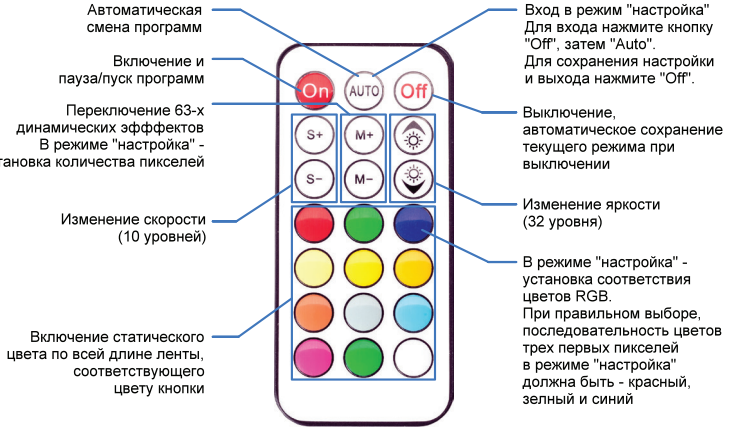 Автоматическая
смена программ
Включение и
пауза/пуск программ
Переключение 63-х
динамических эфффектов
В режиме "настройка" -
тановка количества пикселей
Изменение скорости
(10 уровней)
Включение статического
цвета по всей длине ленты,
соответствующего
цвету кнопки
On
AUTO
Off
S+
M+
S-
M-
Вход в режим "настройка"
Для входа нажмите кнопку
"Off", затем "Auto".
Для сохранения настройки
и выхода нажмите "Off".
Выключение,
автоматическое сохранение
текущего режима при
выключении
Изменение яркости
(32 уровня)
В режиме "настройка" -
установка соответствия
цветов RGB.
При правильном выборе,
последовательность цветов
трех первых пикселей
в режиме "настройка"
должна быть - красный,
зелный и синий